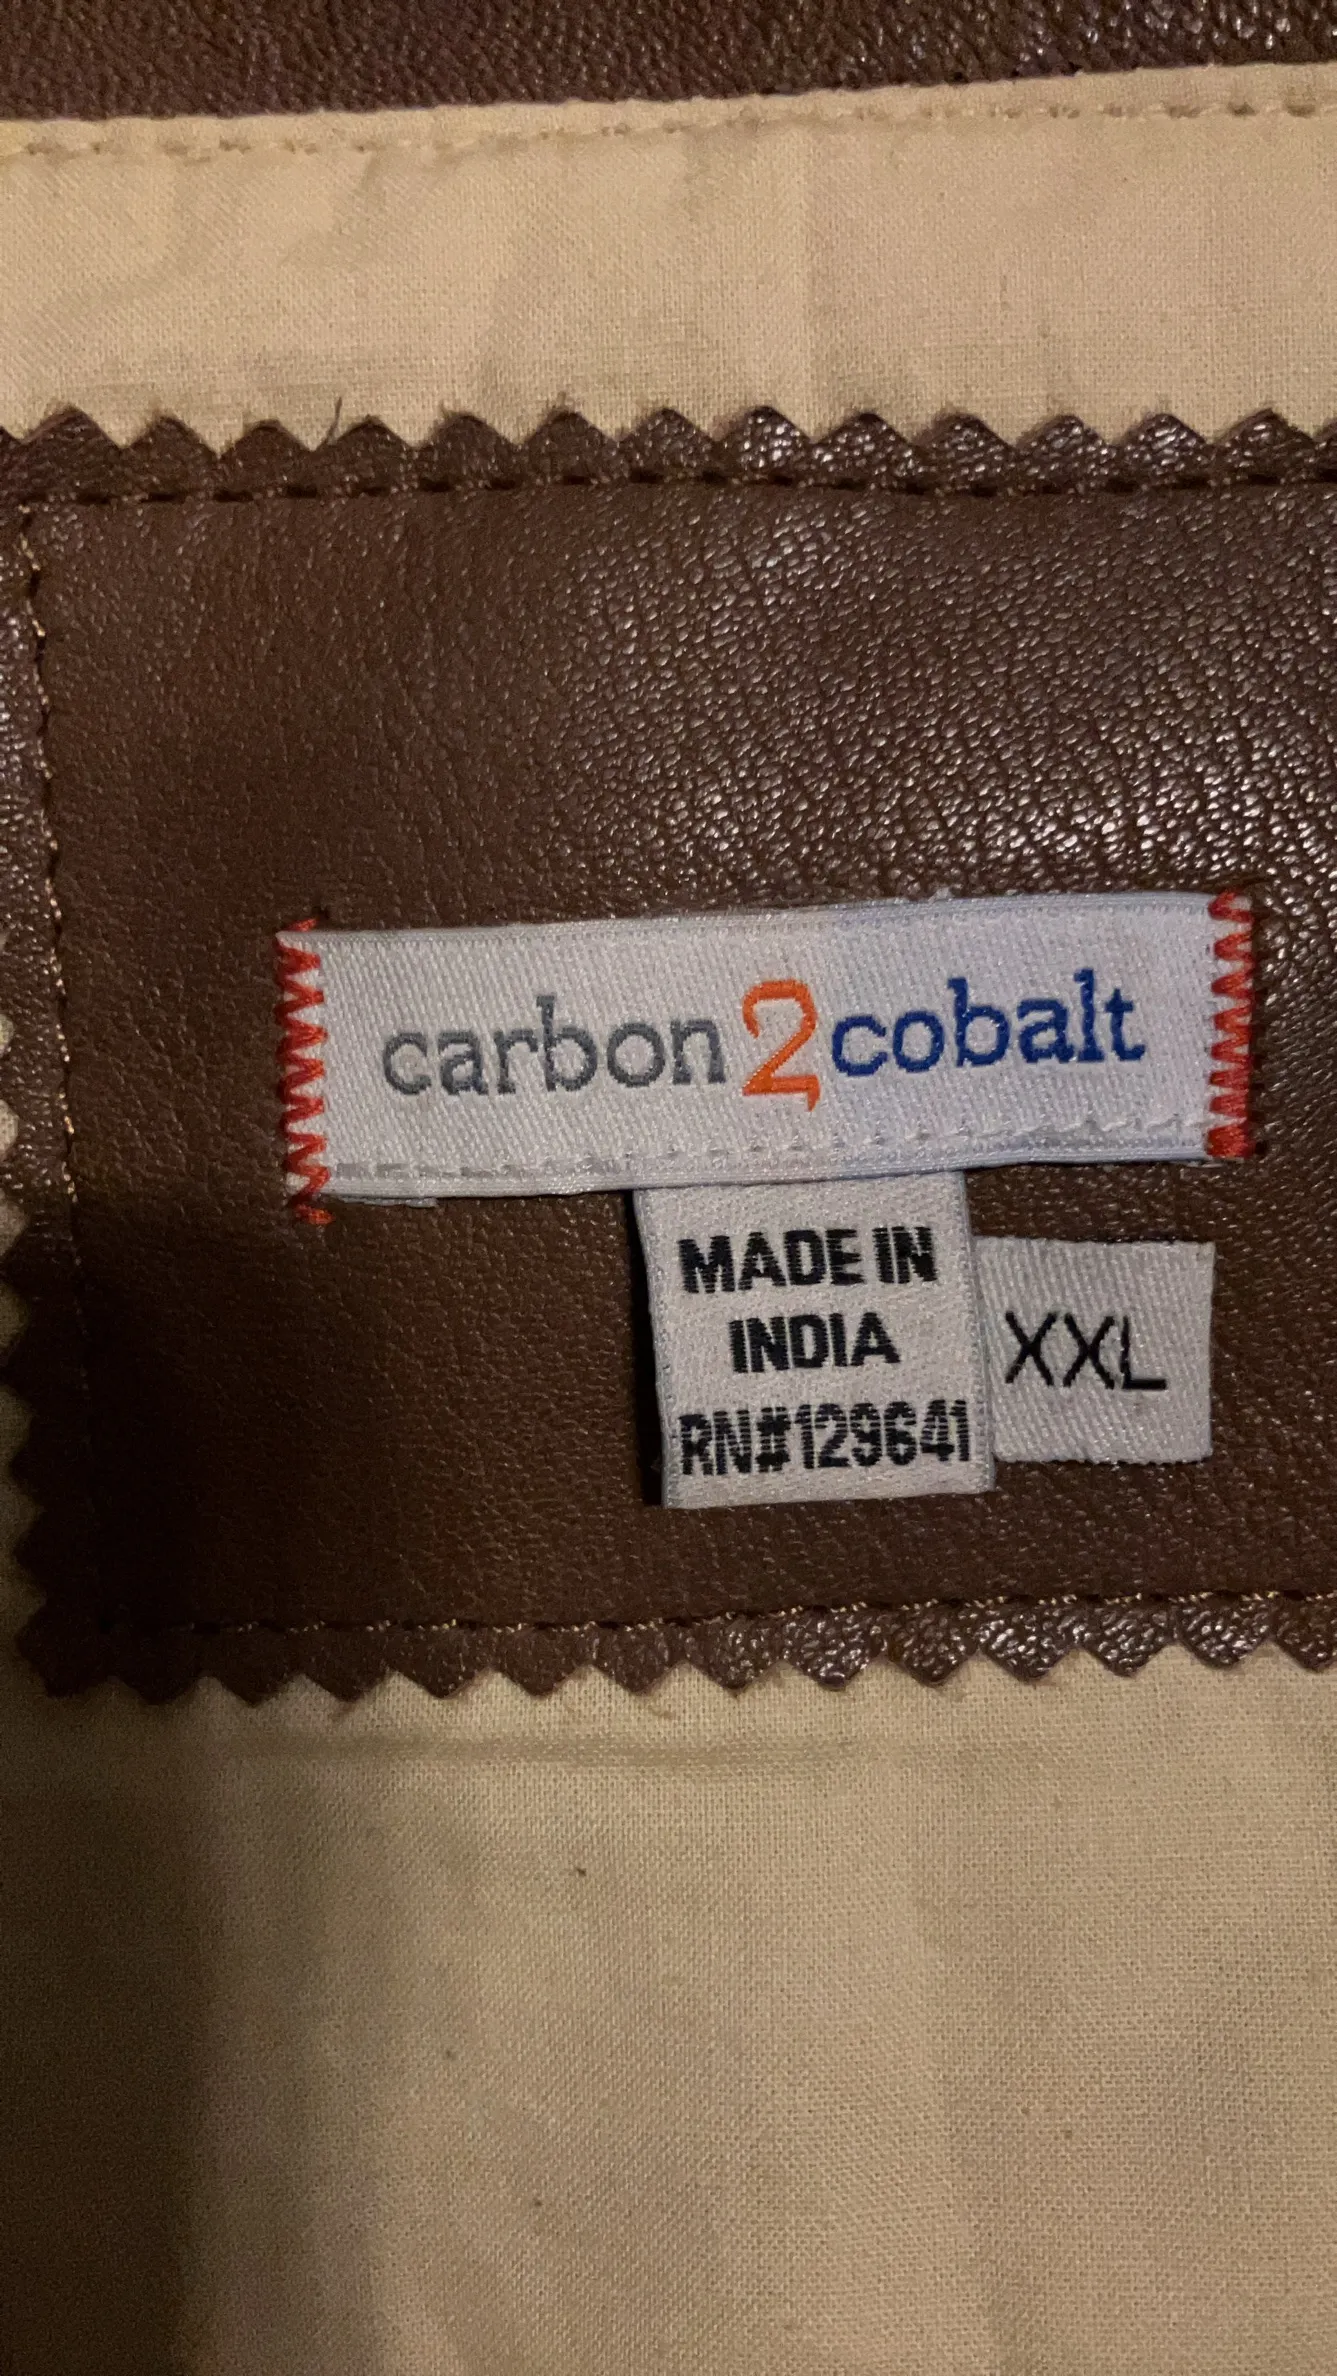 carbon2cobalt
MADE IN
INDIA
RN#129641
XXL